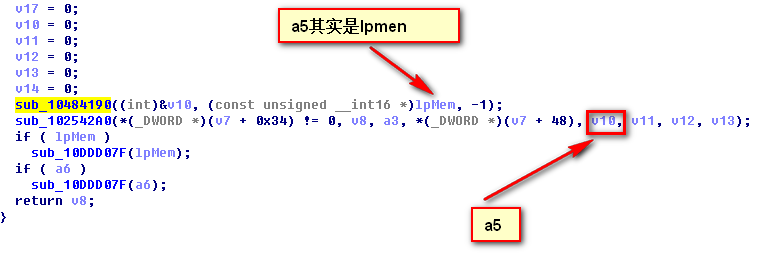 a5其实是lpmen
v17 = 0;
v10 = 0;
v11 = 0;
v12 = 0;
v13 = 0;
v14 = 0;
sub_10484190((int)&v10, (const unsigned __int16 *)lpMem, -1);
sub_102542A0(*(_DWORD *)(v7 + 0x34) != 0, v8, a3, *(_DWORD *)(v7 + 48), v10, v11, v12, v13);
if ( lpMem )
sub_10DDD07F(lpMem);
if ( a6 )
sub_10DDD07F(a6);
return v8;
}
a5